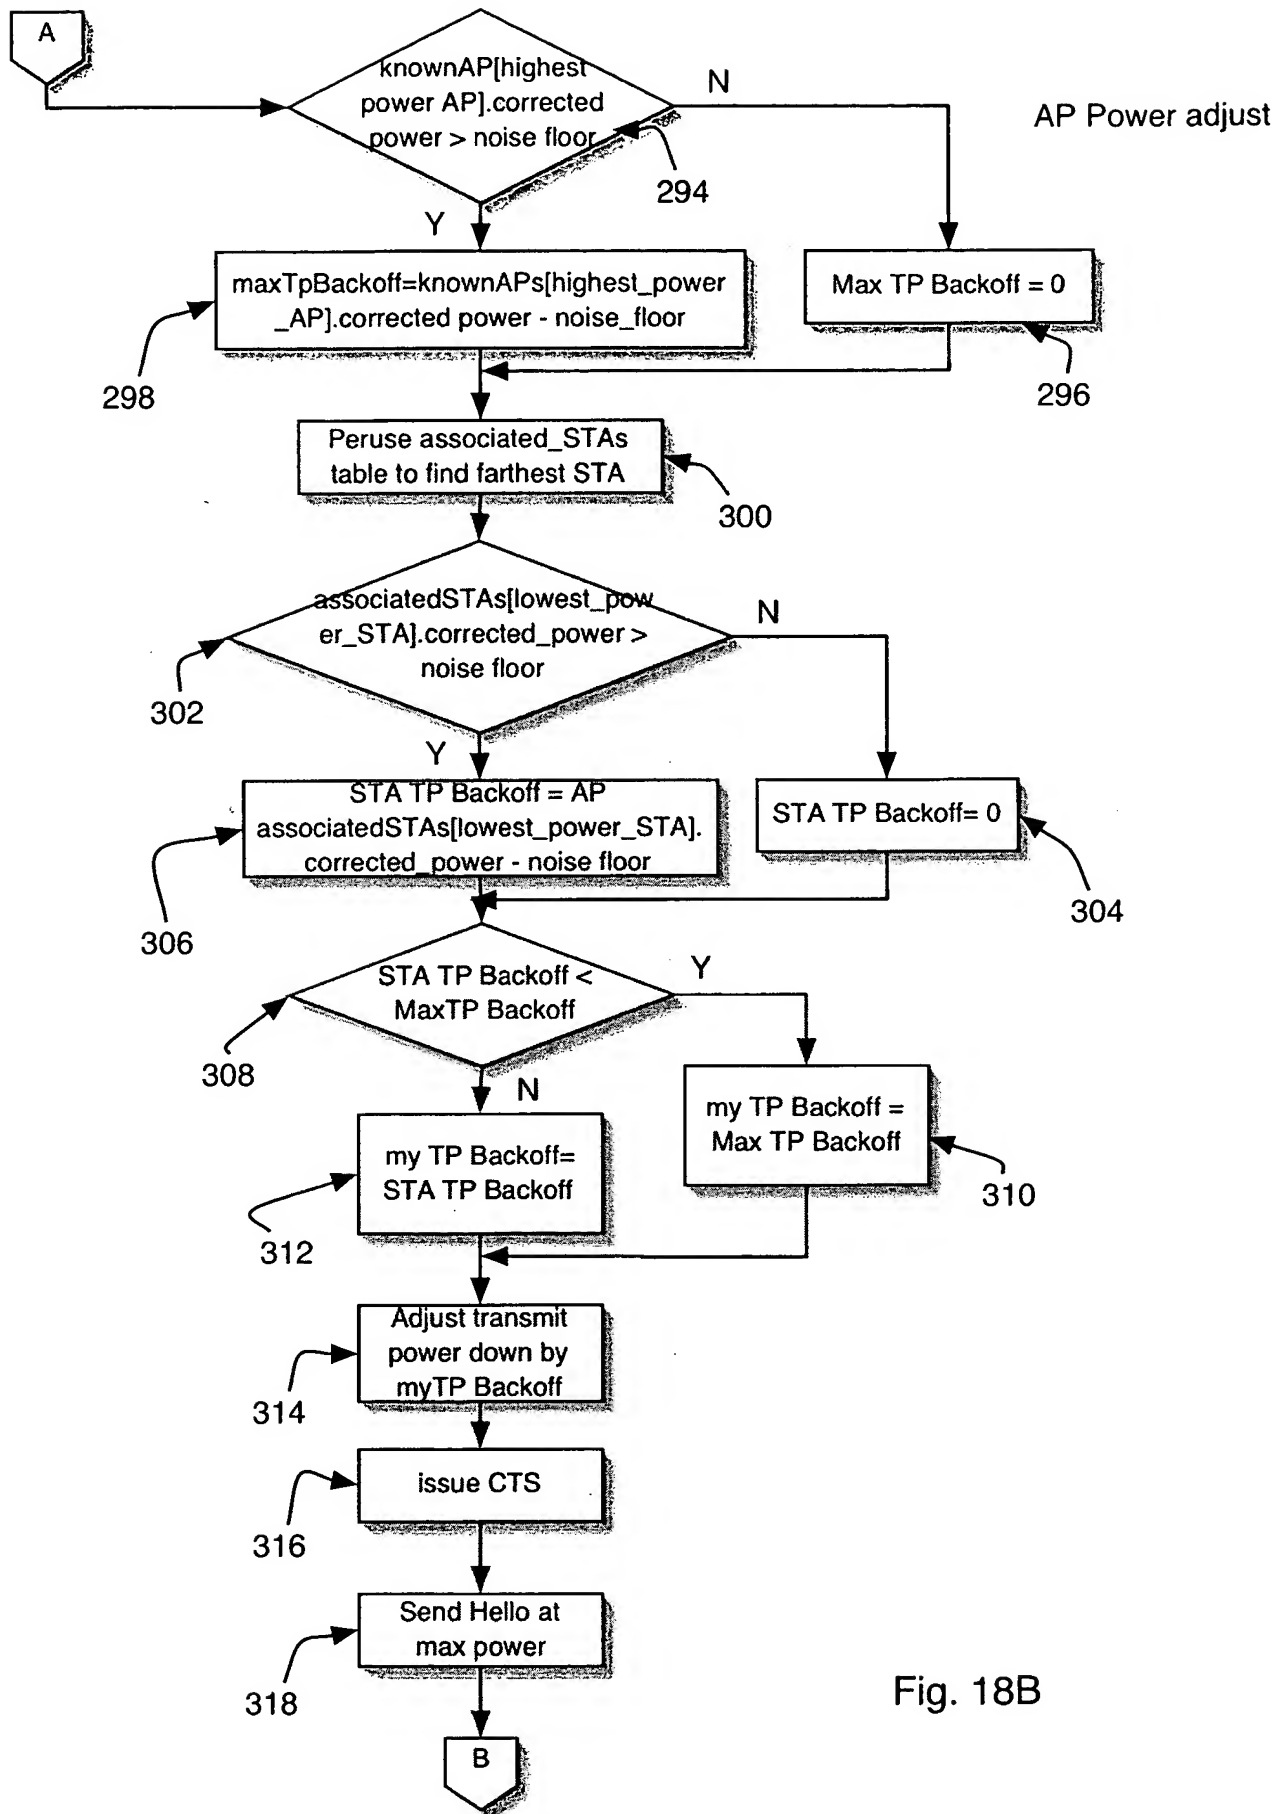 A
knownAP[highest
power AP].corrected
power > noise floor
N
AP Power adjust
294
Y
maxTpBackoff=knownAPs[highest_power
_AP].corrected power - noise_floor
Max TP Backoff = 0
298
296
Peruse associated_STAs
table to find farthest STA
300
associatedSTAs[lowest_pow
er_STA].corrected_power >
noise floor
N
302
Y
STA TP Backoff = AP
associatedSTAs[lowest_power_STA].
corrected_power - noise floor
STA TP Backoff= 0
306
304
STA TP Backoff <
MaxTP Backoff
Y
308
N
my TP Backoff =
Max TP Backoff
my TP Backoff=
STA TP Backoff
310
312
Adjust transmit
power down by
myTP Backoff
314
issue CTS
316
Send Hello at
max power
318
Fig. 18B
B